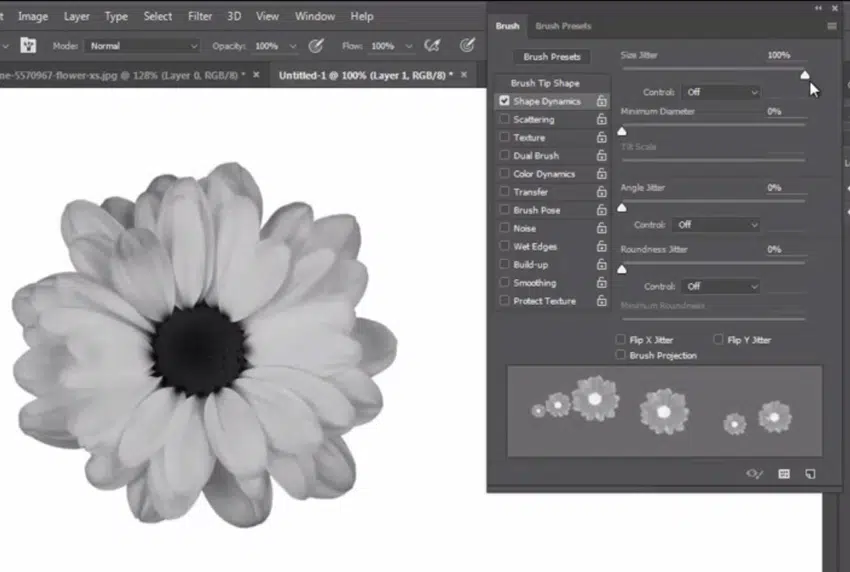 t Image Layer Type Select Filter 3D View Window Help
Mode: Normal Opacity: 100% Flow: 100%
ne-5570967-flower-xs.jpg @ 128% (Layer 0, RGB/8) * × Untitled-1 @ 100% (Layer 1, RGB/8) * ×
Brush Brush Presets
Brush Presets
Brush Tip Shape
Shape Dynamics
Scattering
Texture
Dual Brush
Color Dynamics
Transfer
Brush Pose
Noise
Wet Edges
Build-up
Smoothing
Protect Texture
Size Jitter 100%
Control: Off
Minimum Diameter 0%
Tilt Scale
Angle Jitter 0%
Control: Off
Roundness Jitter 0%
Control: Off
Minimum Roundness
Flip X Jitter Flip Y Jitter
Brush Projection